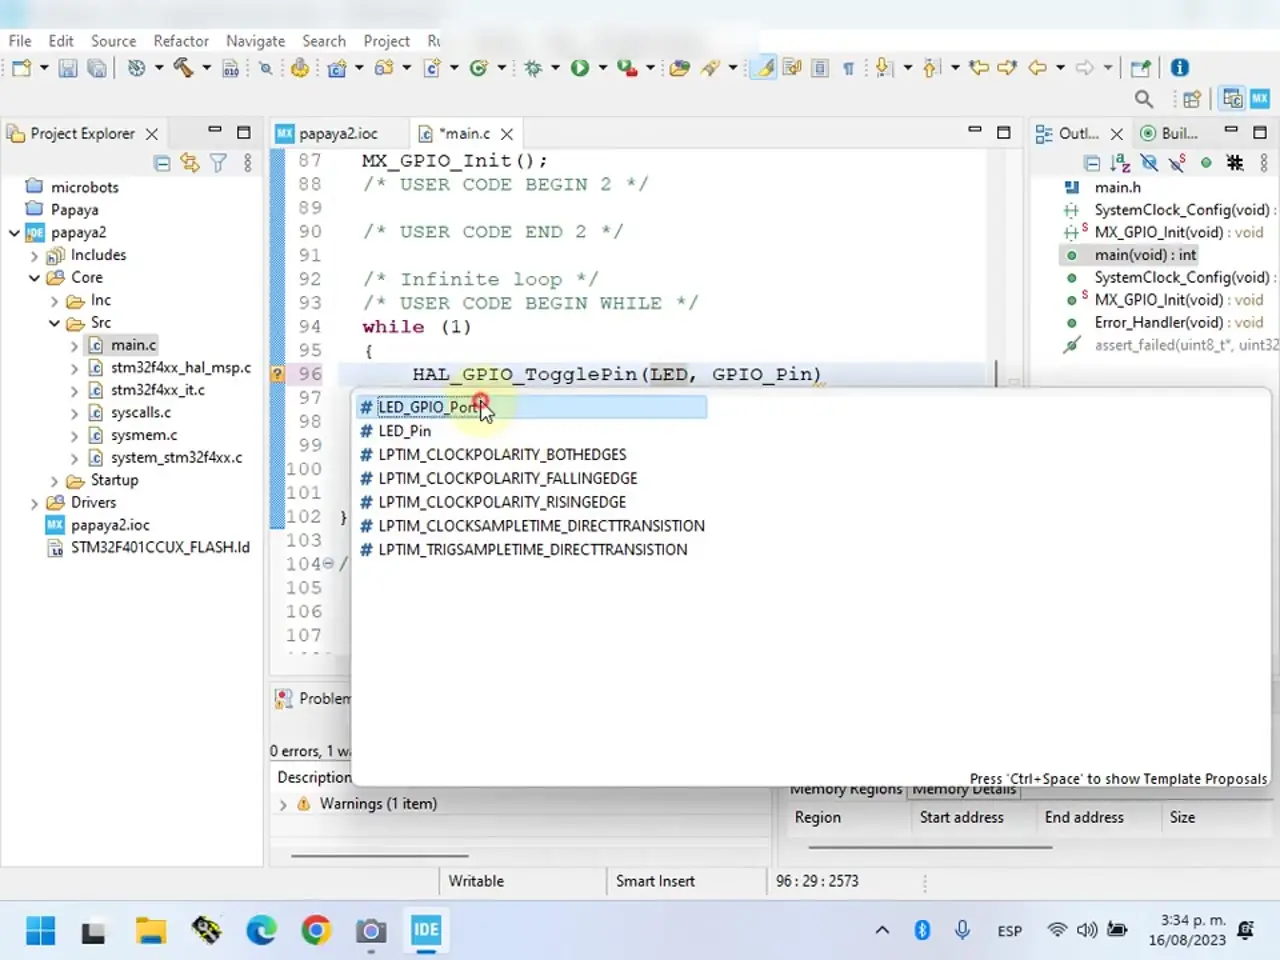 File Edit Source Refactor Navigate Search Project
Project Explorer
papaya2.ioc
*main.c
Outl...
Buil...
microbots
Papaya
papaya2
Includes
Core
Inc
Src
main.c
stm32f4xx_hal_msp.c
stm32f4xx_it.c
syscalls.c
sysmem.c
system_stm32f4xx.c
Startup
Drivers
papaya2.ioc
STM32F401CCUX_FLASH.ld
87 MX_GPIO_Init();
88 /* USER CODE BEGIN 2 */
89
90 /* USER CODE END 2 */
91
92 /* Infinite loop */
93 /* USER CODE BEGIN WHILE */
94 while (1)
95 {
96 HAL_GPIO_TogglePin(LED, GPIO_Pin)
97
98
99
100
101
102 }
103
104 /
105
106
107
# LED_GPIO_Port
# LED_Pin
# LPTIM_CLOCKPOLARITY_BOTHEDGES
# LPTIM_CLOCKPOLARITY_FALLINGEDGE
# LPTIM_CLOCKPOLARITY_RISINGEDGE
# LPTIM_CLOCKSAMPLETIME_DIRECTTRANSISTION
# LPTIM_TRIGSAMPLETIME_DIRECTTRANSISTION
Press 'Ctrl+Space' to show Template Proposals
main.h
SystemClock_Config(void) :
MX_GPIO_Init(void) : void
main(void) : int
SystemClock_Config(void) :
MX_GPIO_Init(void) : void
Error_Handler(void) : void
assert_failed(uint8_t*, uint32
Problem
0 errors, 1 w
Description
Warnings (1 item)
Memory Regions Memory Details
Region Start address End address Size
Writable Smart Insert 96 : 29 : 2573
IDE
ESP
3:34 p. m.
16/08/2023